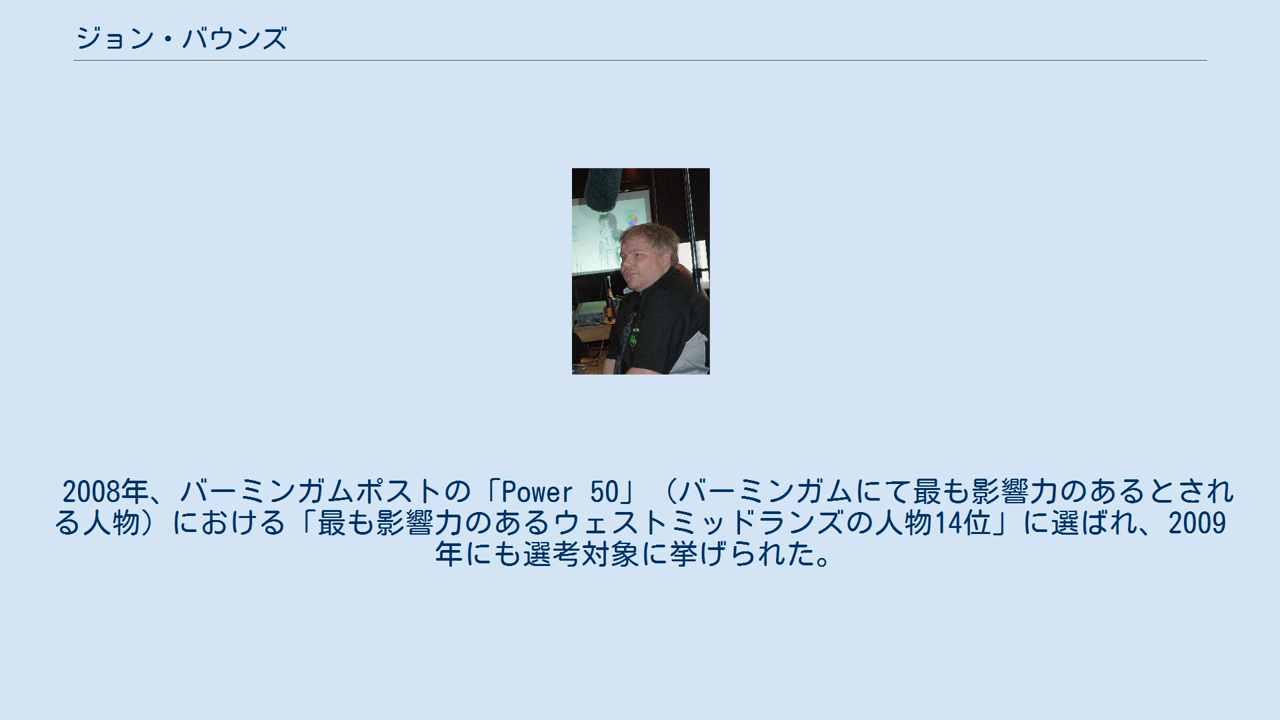 ジョン・バウンズ
2008年、バーミンガムポストの「Power 50」（バーミンガムにて最も影響力のあるとされ
る人物）における「最も影響力のあるウェストミッドランズの人物14位」に選ばれ、2009
年にも選考対象に挙げられた。